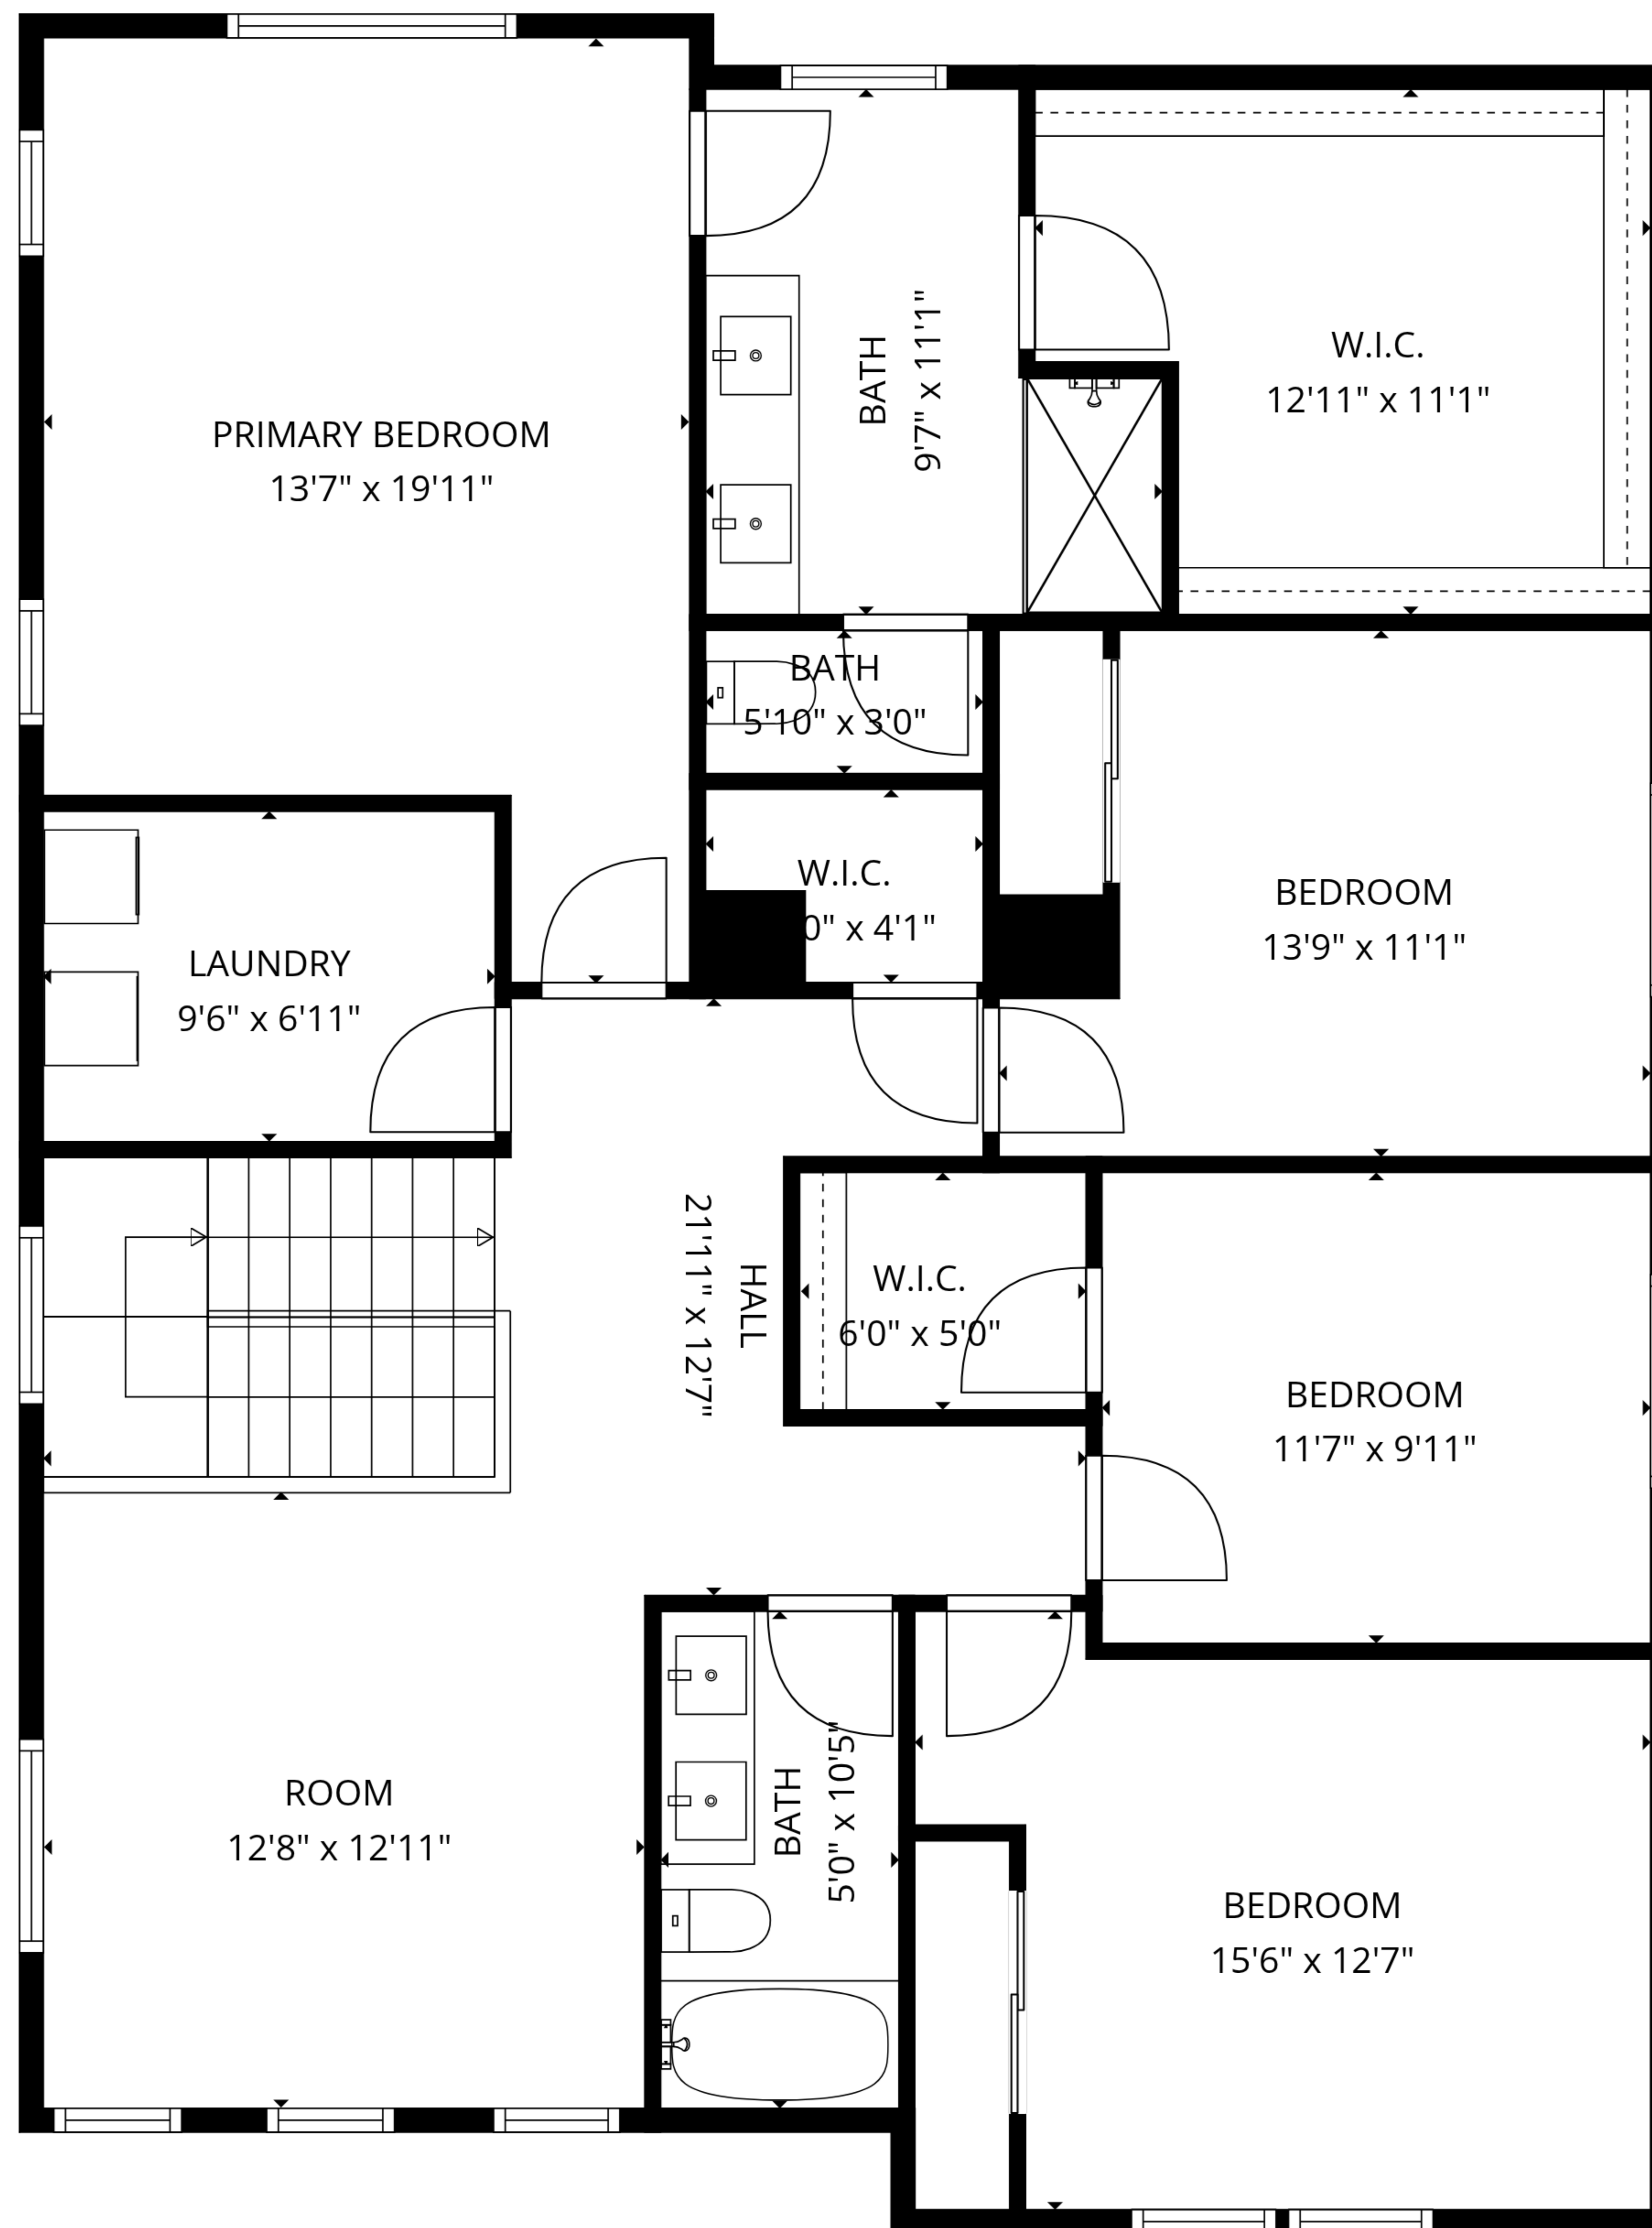 PRIMARY BEDROOM
13'7" x 19'11"
BATH
9'7" x 11'1"
W.I.C.
12'11" x 11'1"
BATH
5'10" x 3'0"
W.I.C.
0" x 4'1"
BEDROOM
13'9" x 11'1"
LAUNDRY
9'6" x 6'11"
HALL
21'11" x 12'7"
W.I.C.
6'0" x 5'0"
BEDROOM
11'7" x 9'11"
ROOM
12'8" x 12'11"
BATH
5'0" x 10'5"
BEDROOM
15'6" x 12'7"